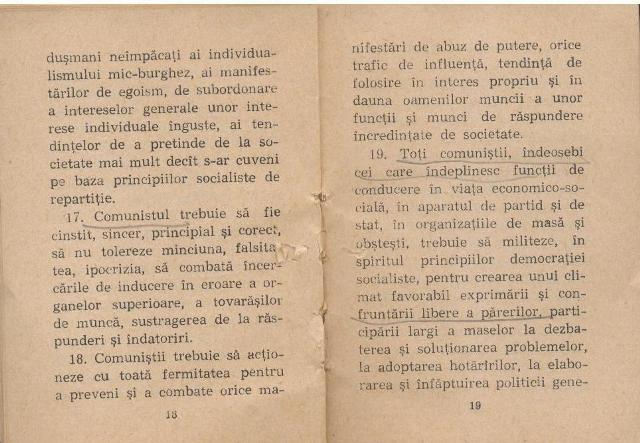 dușmani neîmpăcați ai individua-
lismului mic-burghez, ai manifes-
tărilor de egoism, de subordonare
a intereselor generale unor inte-
rese individuale înguste, ai ten-
dințelor de a pretinde de la so-
cietate mai mult decît s-ar cuveni
pe baza principiilor socialiste de
repartiție.
17. Comunistul trebuie să fie
cinstit, sincer, principial și corect,
să nu tolereze minciuna, falsita-
tea, ipocrizia, să combată încer-
cările de inducere în eroare a or-
ganelor superioare, a tovarășilor
de muncă, sustragerea de la răs-
punderi și îndatoriri.
18. Comuniștii trebuie să acțio-
neze cu toată fermitatea pentru
a preveni și a combate orice ma-
18
nifestări de abuz de putere, orice
trafic de influență, tendință de
folosire în interes propriu și în
dauna oamenilor muncii a unor
funcții și munci de răspundere
încredințate de societate.
19. Toți comuniștii, îndeosebi
cei care îndeplinesc funcții de
conducere în viața economico-so-
cială, în aparatul de partid și de
stat, în organizațiile de masă și
obștești, trebuie să militeze, în
spiritul principiilor democrației
socialiste, pentru crearea unui cli-
mat favorabil exprimării și con-
fruntării libere a părerilor, parti-
cipării largi a maselor la dezba-
terea și soluționarea problemelor,
la adoptarea hotărîrilor, la elabo-
rarea și înfăptuirea politicii gene-
19